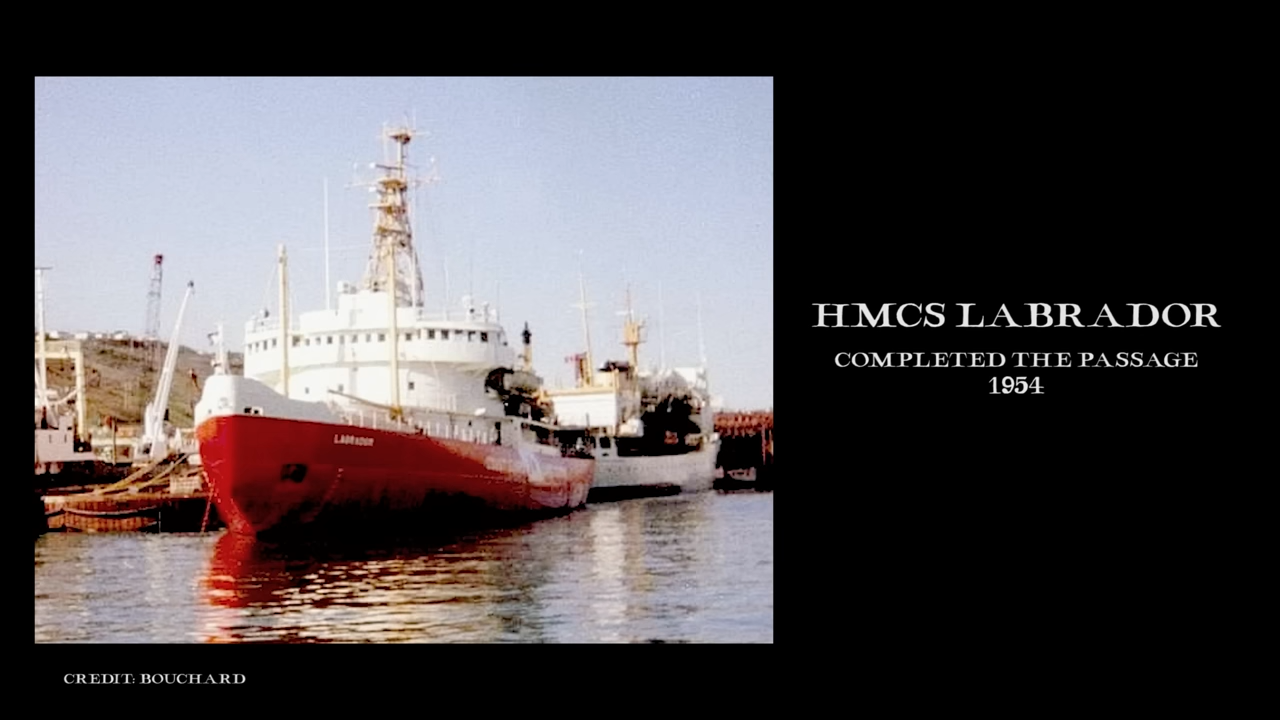 HMCS LABRADOR
COMPLETED THE PASSAGE
1954
LABRADOR
CREDIT: BOUCHARD